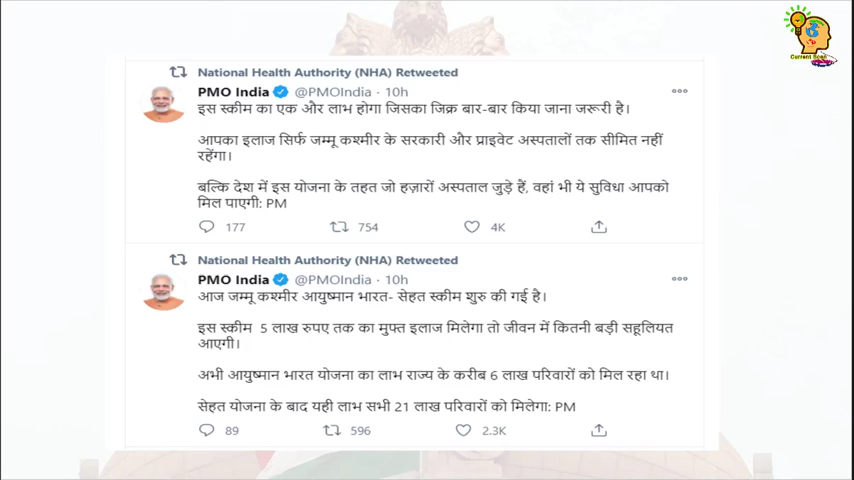 Current Scan
National Health Authority (NHA) Retweeted
PMO India @PMOIndia · 10h
इस स्कीम का एक और लाभ होगा जिसका जिक्र बार-बार किया जाना जरूरी है।
आपका इलाज सिर्फ जम्मू कश्मीर के सरकारी और प्राइवेट अस्पतालों तक सीमित नहीं
रहेगा।
बल्कि देश में इस योजना के तहत जो हज़ारों अस्पताल जुड़े हैं, वहां भी ये सुविधा आपको
मिल पाएगी: PM
177 754 4K
National Health Authority (NHA) Retweeted
PMO India @PMOIndia · 10h
आज जम्मू कश्मीर आयुष्मान भारत- सेहत स्कीम शुरु की गई है।
इस स्कीम 5 लाख रुपए तक का मुफ्त इलाज मिलेगा तो जीवन में कितनी बड़ी सहूलियत
आएगी।
अभी आयुष्मान भारत योजना का लाभ राज्य के करीब 6 लाख परिवारों को मिल रहा था।
सेहत योजना के बाद यही लाभ सभी 21 लाख परिवारों को मिलेगा: PM
89 596 2.3K